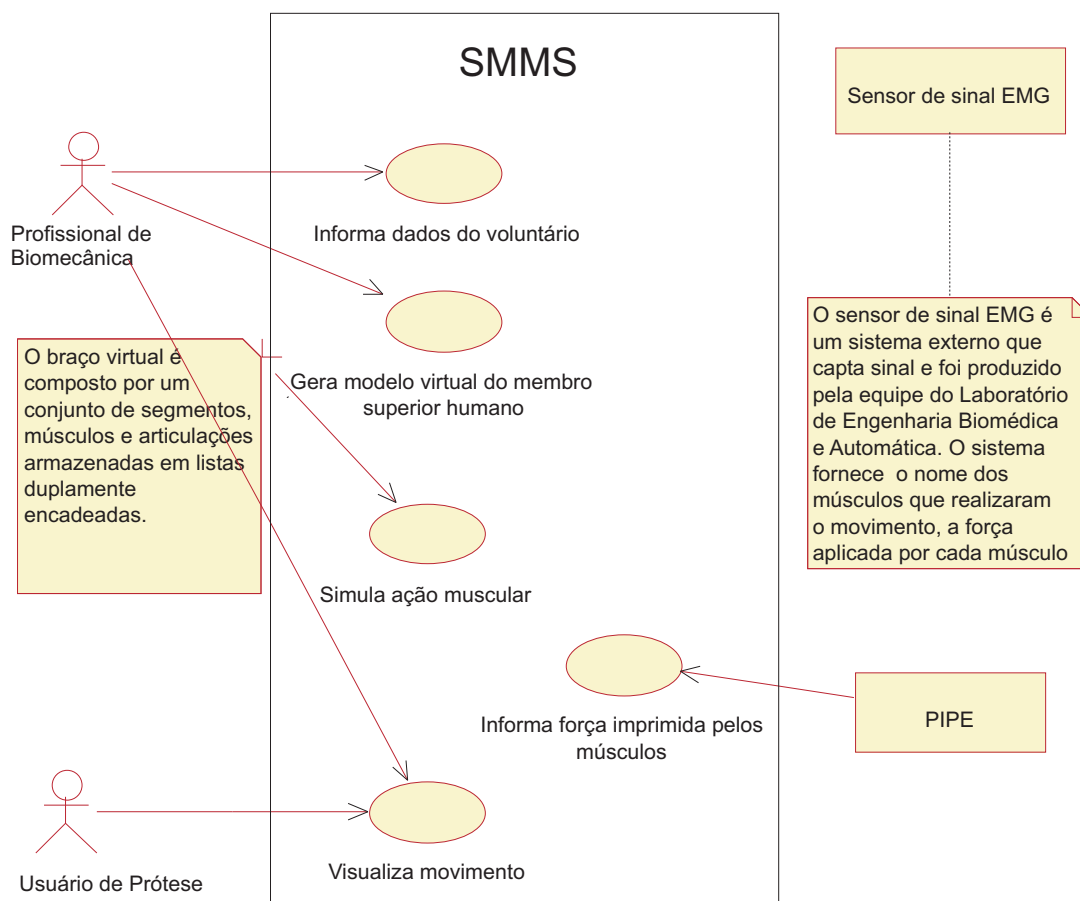 SMMS
Sensor de sinal EMG
Profissional de
Biomecânica
Informa dados do voluntário
O sensor de sinal EMG é
um sistema externo que
capta sinal e foi produzido
pela equipe do Laboratório
de Engenharia Biomédica
e Automática. O sistema
fornece o nome dos
músculos que realizaram
o movimento, a força
aplicada por cada músculo
O braço virtual é
composto por um
conjunto de segmentos,
músculos e articulações
armazenadas em listas
duplamente
encadeadas.
Gera modelo virtual do membro
superior humano
Simula ação muscular
Informa força imprimida pelos
músculos
PIPE
Visualiza movimento
Usuário de Prótese